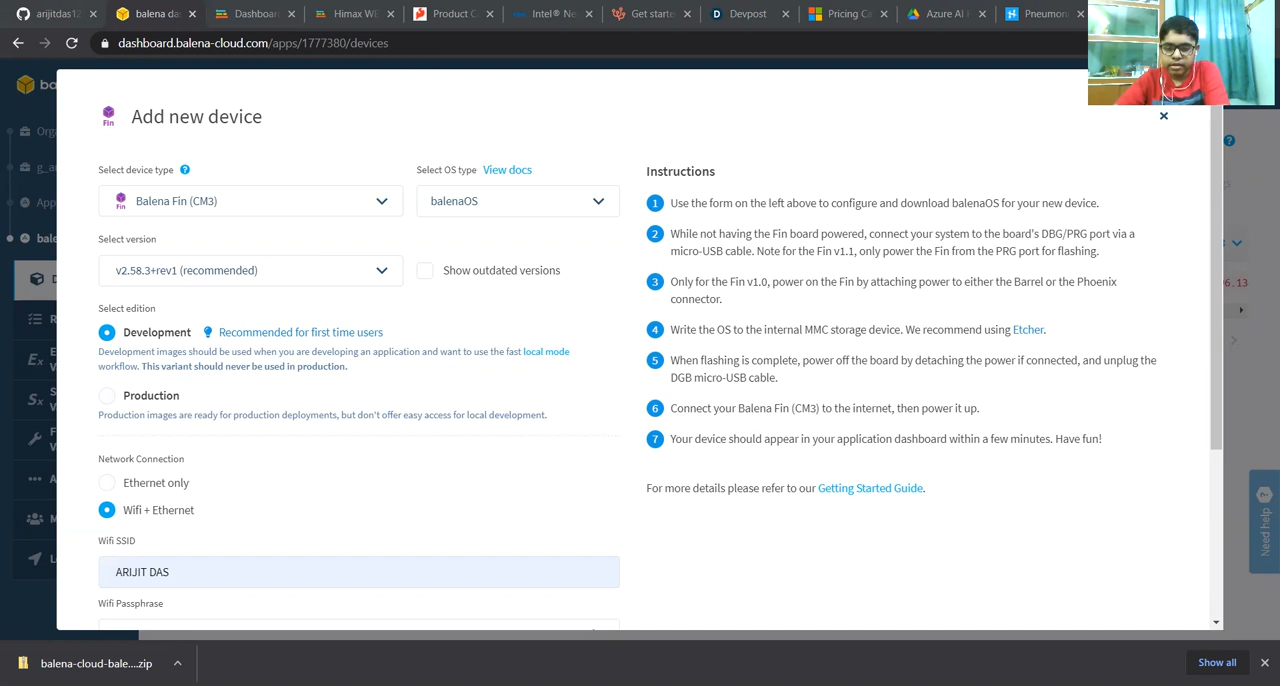 arijitdas12
balena da
Dashboar
Himax WE
Product C
Intel® Ne
Get starte
Devpost
Pricing Ca
Azure AI
Pneumon
dashboard.balena-cloud.com/apps/1777380/devices
ba
Fin
Add new device
Org
g_a
App
bale
D
Ex
Sx
Select device type
Select OS type View docs
Fin
Balena Fin (CM3)
balenaOS
Select version
v2.58.3+rev1 (recommended)
Show outdated versions
Select edition
Development
Recommended for first time users
Development images should be used when you are developing an application and want to use the fast local mode
workflow. This variant should never be used in production.
Production
Production images are ready for production deployments, but don't offer easy access for local development.
Network Connection
Ethernet only
Wifi + Ethernet
Wifi SSID
ARIJIT DAS
Wifi Passphrase
Instructions
1 Use the form on the left above to configure and download balenaOS for your new device.
2 While not having the Fin board powered, connect your system to the board's DBG/PRG port via a
micro-USB cable. Note for the Fin v1.1, only power the Fin from the PRG port for flashing.
3 Only for the Fin v1.0, power on the Fin by attaching power to either the Barrel or the Phoenix
connector.
4 Write the OS to the internal MMC storage device. We recommend using Etcher.
5 When flashing is complete, power off the board by detaching the power if connected, and unplug the
DGB micro-USB cable.
6 Connect your Balena Fin (CM3) to the internet, then power it up.
7 Your device should appear in your application dashboard within a few minutes. Have fun!
For more details please refer to our Getting Started Guide.
6.13
Need help
balena-cloud-bale....zip
Show all